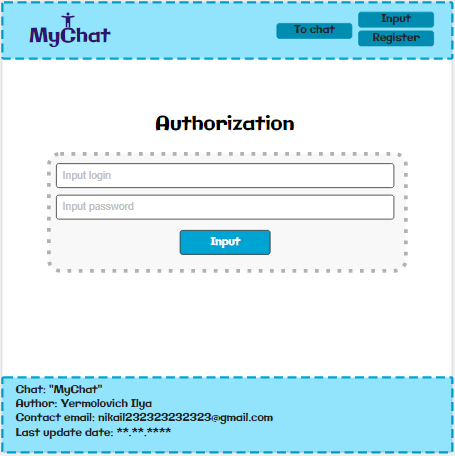 MyChat
To chat
Input
Register
Authorization
Input login
Input password
Input
Chat: "MyChat"
Author: Yermolovich Ilya
Contact email: nikail232323232323@gmail.com
Last update date: **.**.****